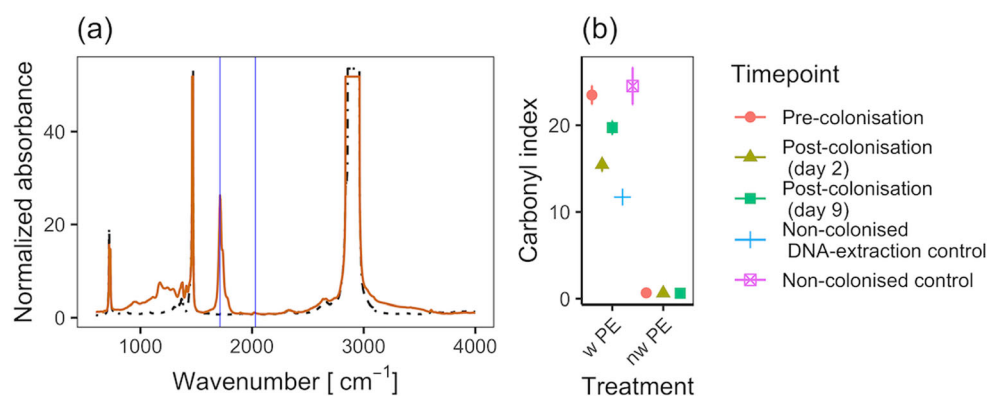 (a)
Normalized absorbance
40
20
0
1000
2000
3000
4000
Wavenumber [ cm⁻¹]
(b)
Carbonyl index
20
10
0
w PE
nw PE
Treatment
Timepoint
Pre-colonisation
Post-colonisation
(day 2)
Post-colonisation
(day 9)
Non-colonised
DNA-extraction control
Non-colonised control